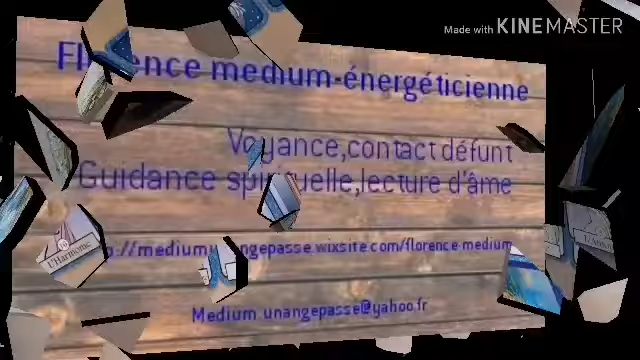 Made with KINEMASTER
Florence medium-énergéticienne
Voyance,contact défunt
Guidance spirituelle,lecture d'âme
://mediumunangepasse.wixsite.com/florence-medium
Medium.unangepasse@yahoo.fr
L'Harmonie